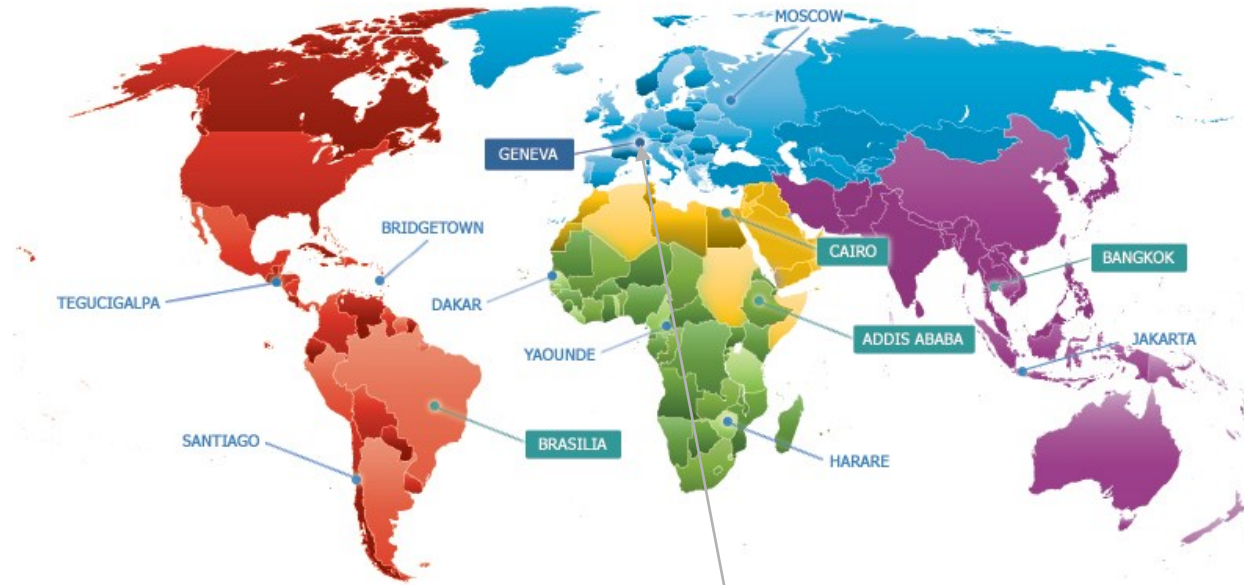 MOSCOW
GENEVA
BRIDGETOWN
CAIRO
BANGKOK
TEGUCIGALPA
DAKAR
ADDIS ABABA
YAOUNDE
JAKARTA
SANTIAGO
BRASILIA
HARARE